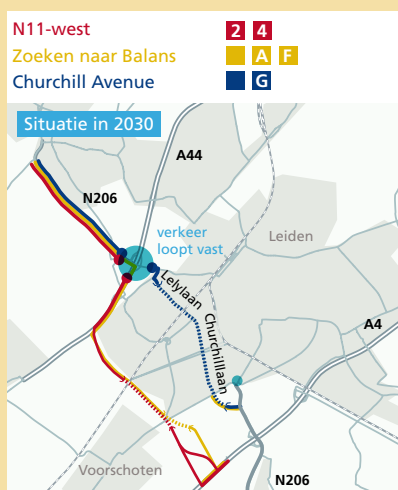 N11-west 2 4
Zoeken naar Balans A F
Churchill Avenue G
Situatie in 2030
A44
N206
verkeer
loopt vast
Leiden
Lelylaan
Churchilllaan
A4
Voorschoten
N206